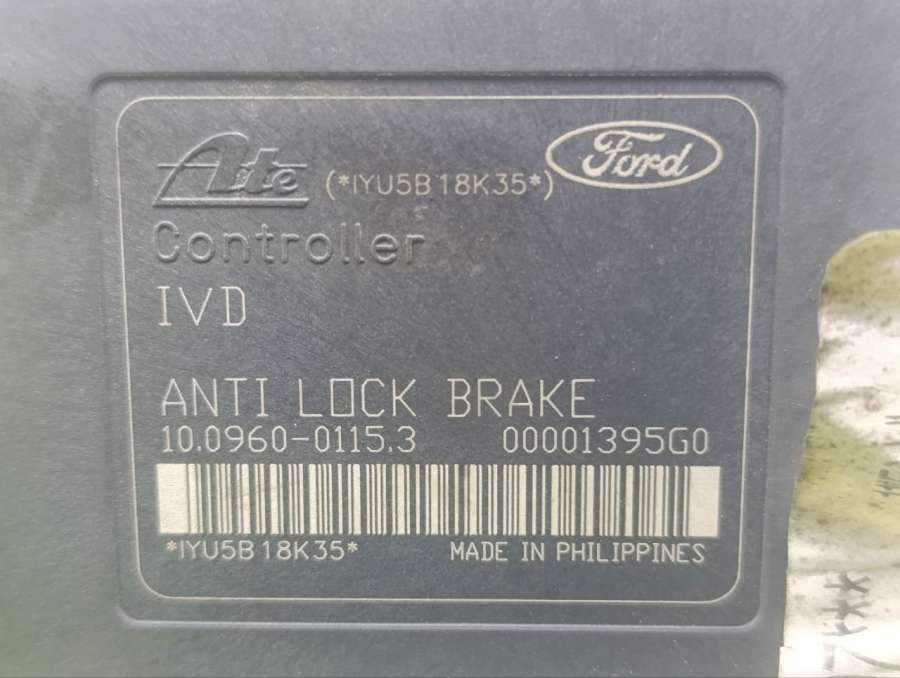 Ate (*IYU5B18K35*) Ford
Controller
IVD
ANTI LOCK BRAKE
10.0960-0115.3 00001395G0
*IYU5B18K35* MADE IN PHILIPPINES